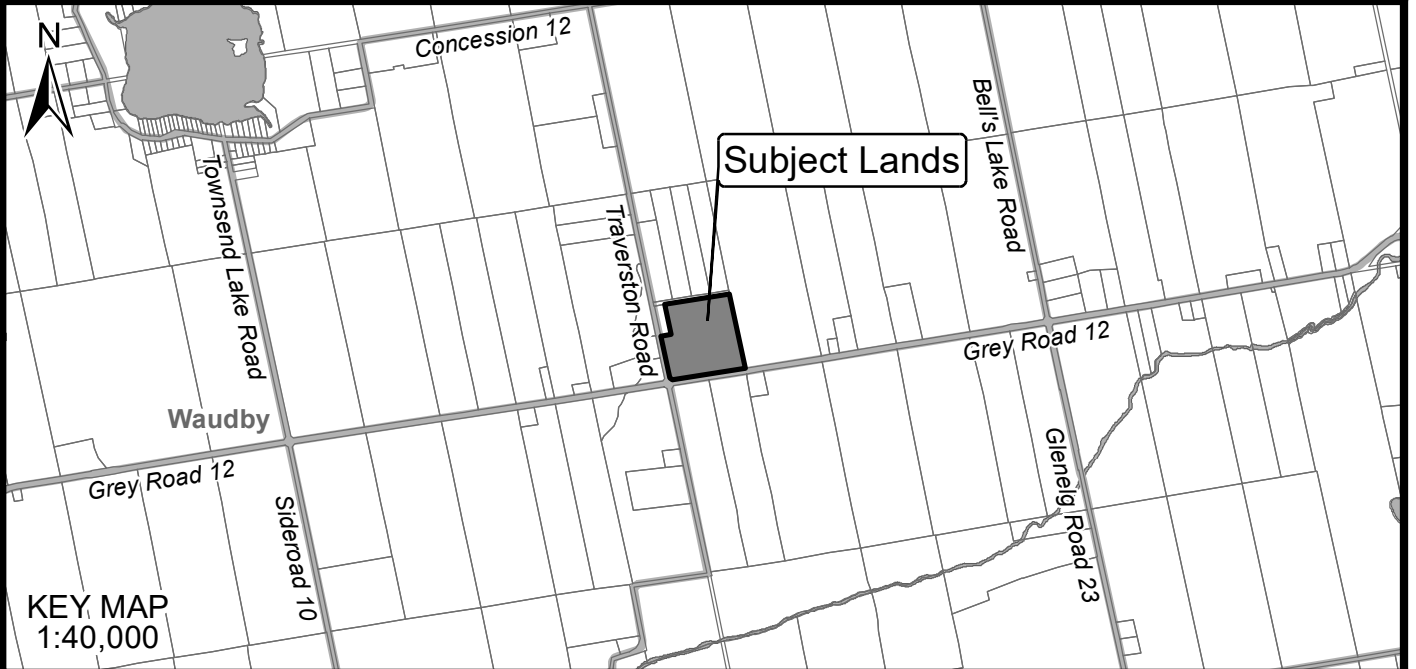 N
Concession 12
Bell's Lake Road
Subject Lands
Townsend Lake Road
Traverston Road
Grey Road 12
Waudby
Grey Road 12
Glenelg Road 23
Sideroad 10
KEY MAP
1:40,000